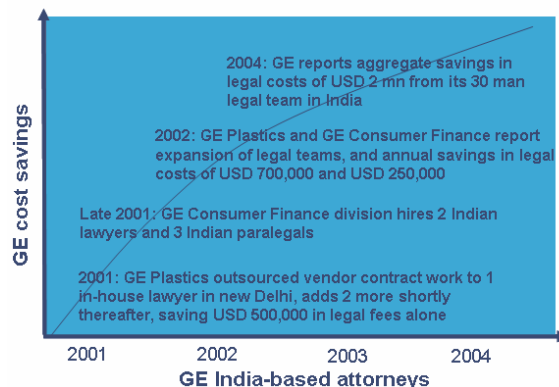 GE cost savings
2004: GE reports aggregate savings in
legal costs of USD 2 mn from its 30 man
legal team in India
2002: GE Plastics and GE Consumer Finance report
expansion of legal teams, and annual savings in legal
costs of USD 700,000 and USD 250,000
Late 2001: GE Consumer Finance division hires 2 Indian
lawyers and 3 Indian paralegals
2001: GE Plastics outsourced vendor contract work to 1
in-house lawyer in new Delhi, adds 2 more shortly
thereafter, saving USD 500,000 in legal fees alone
2001 2002 2003 2004
GE India-based attorneys